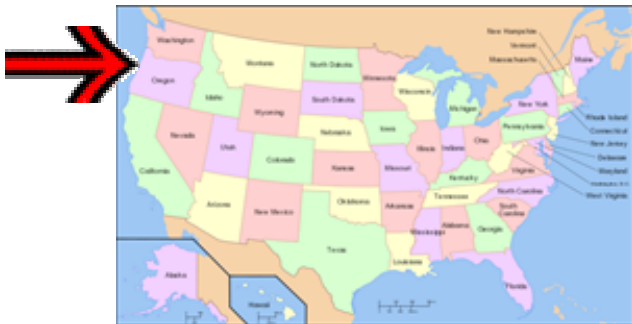 Washington
Oregon
California
Nevada
Idaho
Montana
Wyoming
Utah
Arizona
Colorado
New Mexico
North Dakota
South Dakota
Nebraska
Kansas
Oklahoma
Texas
Minnesota
Iowa
Missouri
Arkansas
Louisiana
Wisconsin
Illinois
Michigan
Indiana
Ohio
Kentucky
Tennessee
Mississippi
Alabama
Georgia
Florida
South
Carolina
North Carolina
Virginia
Pennsylvania
New York
Maine
New Hampshire
Vermont
Massachusetts
Rhode Island
Connecticut
New Jersey
Delaware
Maryland
West Virginia
Alaska
Hawaii